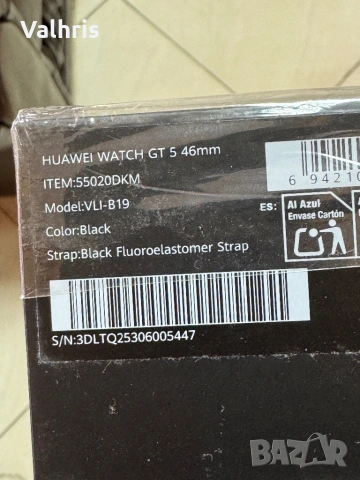 Valhris
HUAWEI WATCH GT 5 46mm
ITEM:55020DKM
Model:VLI-B19
Color:Black
Strap:Black Fluoroelastomer Strap
6 94210
ES:
Al Azul
Envase Cartón
S/N:3DLTQ25306005447
BAZAR